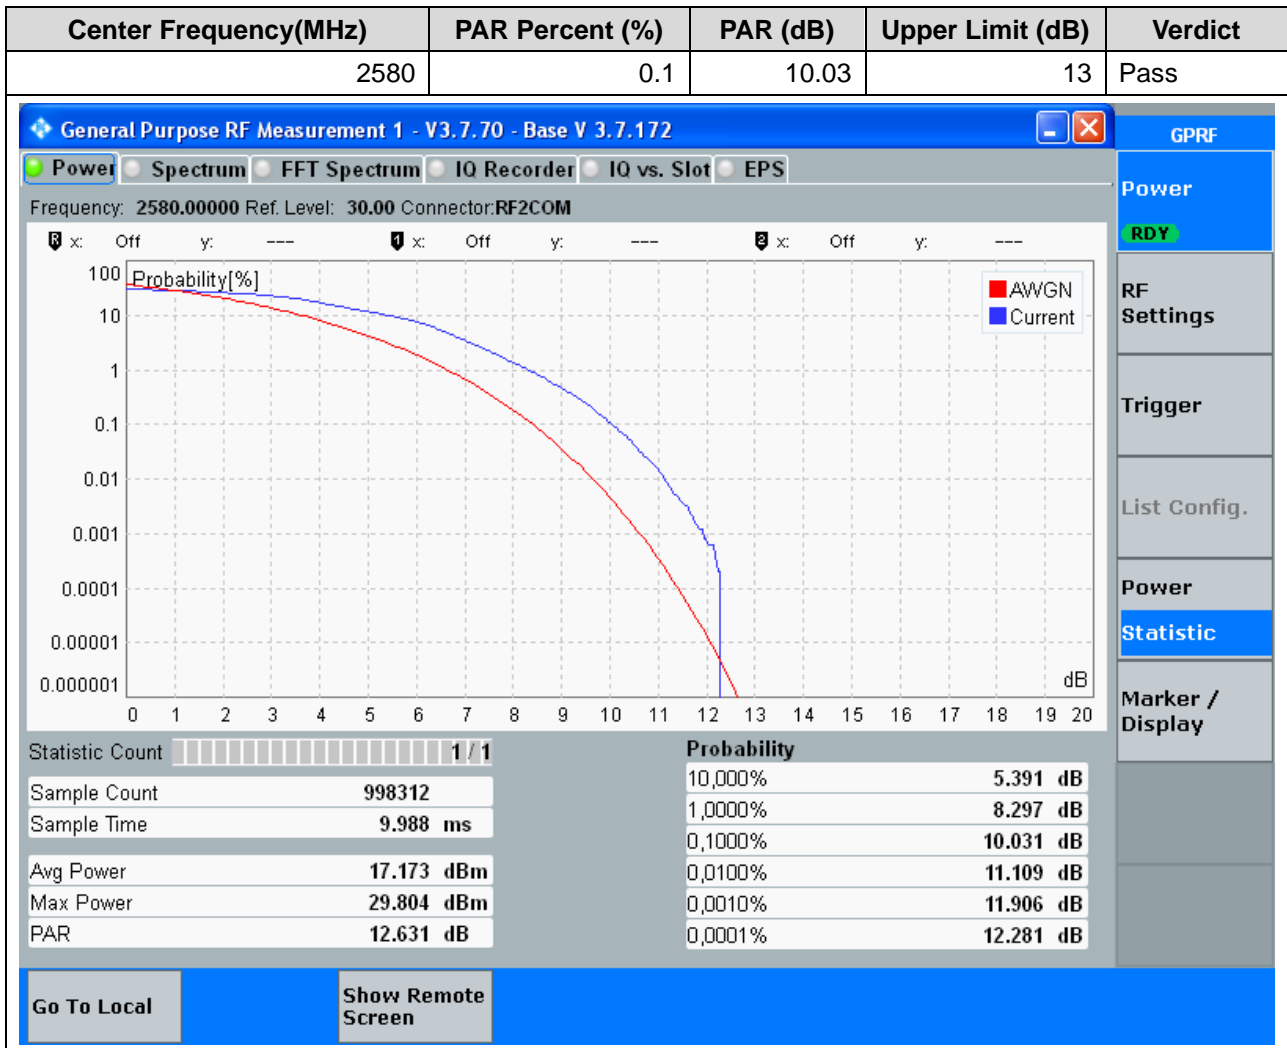 Center Frequency(MHz) PAR Percent (%) PAR (dB) Upper Limit (dB) Verdict
2580 0.1 10.03 13 Pass
General Purpose RF Measurement 1 - V3.7.70 - Base V 3.7.172
GPRF
Power Spectrum FFT Spectrum IQ Recorder IQ vs. Slot EPS
Frequency: 2580.00000 Ref. Level: 30.00 Connector:RF2COM
R x: Off y: --- 1 x: Off y: --- 2 x: Off y: ---
Probability[%]
100
10
1
0.1
0.01
0.001
0.0001
0.00001
0.000001
AWGN
Current
dB
0 1 2 3 4 5 6 7 8 9 10 11 12 13 14 15 16 17 18 19 20
Statistic Count 1 / 1
Sample Count 998312
Sample Time 9.988 ms
Avg Power 17.173 dBm
Max Power 29.804 dBm
PAR 12.631 dB
Probability
10,000% 5.391 dB
1,0000% 8.297 dB
0,1000% 10.031 dB
0,0100% 11.109 dB
0,0010% 11.906 dB
0,0001% 12.281 dB
Power
RDY
RF
Settings
Trigger
List Config.
Power
Statistic
Marker /
Display
Go To Local
Show Remote
Screen